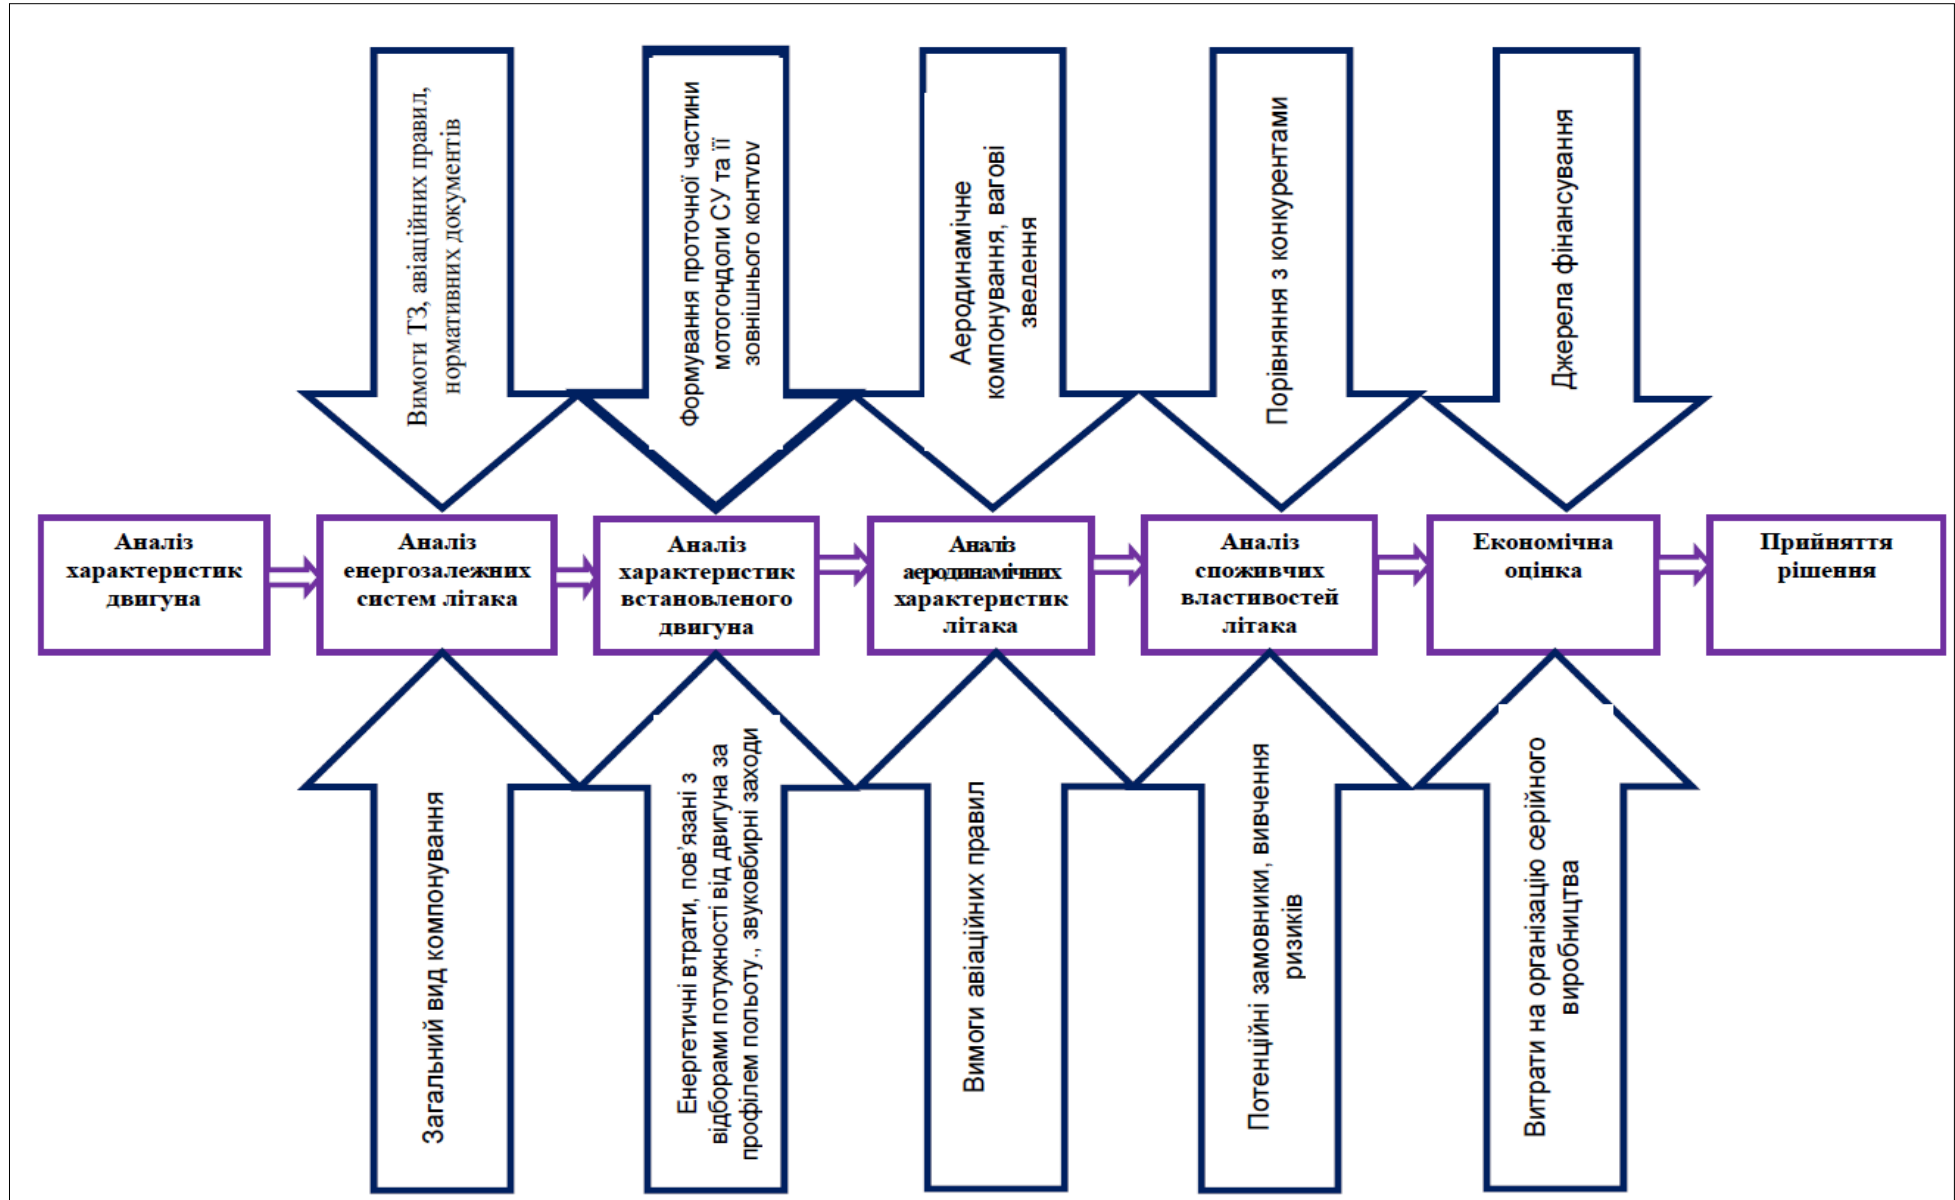 Вимоги ТЗ, авіаційних правил,
нормативних документів
Формування проточної частини
мотогондоли СУ та її
зовнішнього контуру
Аеродинамічне
компонування, вагові
зведення
Порівняння з конкурентами
Джерела фінансування
Аналіз
характеристик
двигуна
Аналіз
енергозалежних
систем літака
Аналіз
характеристик
встановленого
двигуна
Аналіз
аеродинамічних
характеристик
літака
Аналіз
споживчих
властивостей
літака
Економічна
оцінка
Прийняття
рішення
Загальний вид компонування
Енергетичні втрати, пов’язані з
відборами потужності від двигуна за
профілем польоту., звуковбирні заходи
Вимоги авіаційних правил
Потенційні замовники, вивчення
ризиків
Витрати на організацію серійного
виробництва